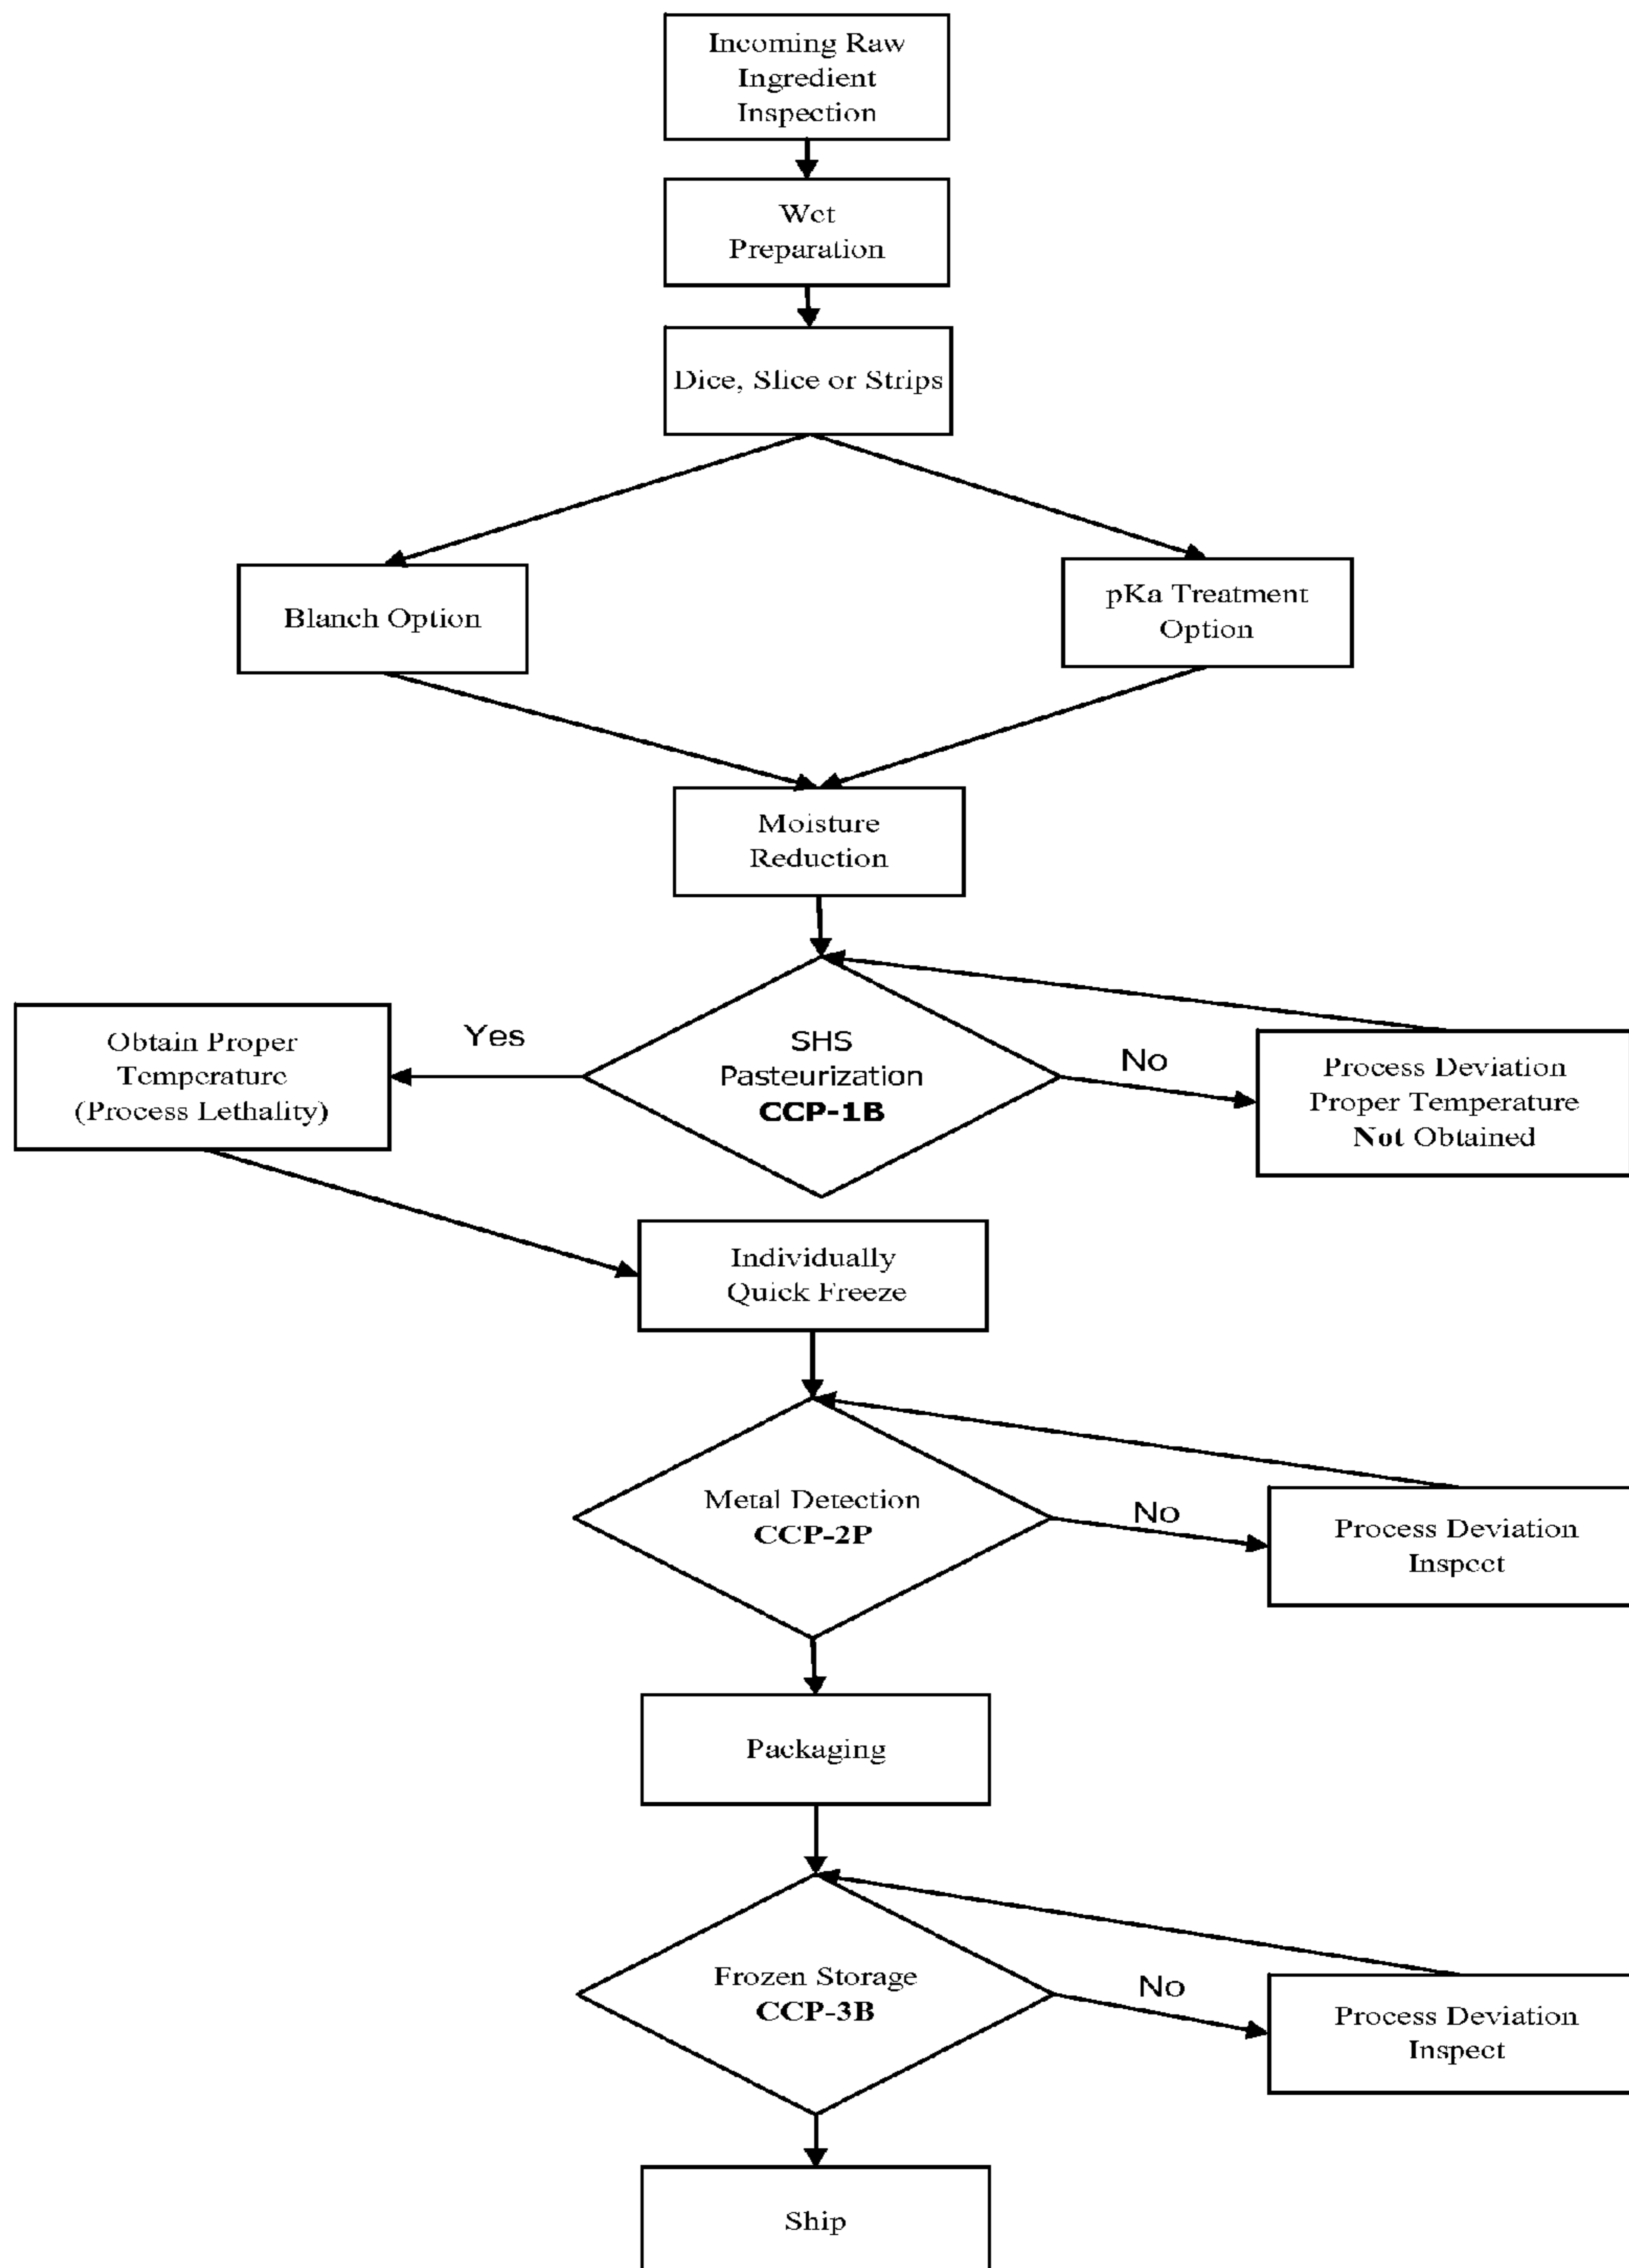 Incoming Raw
Ingredient
Inspection
Wet
Preparation
Dice, Slice or Strips
Blanch Option
pKa Treatment
Option
Moisture
Reduction
Obtain Proper
Temperature
(Process Lethality)
Yes
SHS
Pasteurization
CCP-1B
No
Process Deviation
Proper Temperature
Not Obtained
Individually
Quick Freeze
Metal Detection
CCP-2P
No
Process Deviation
Inspect
Packaging
Frozen Storage
CCP-3B
No
Process Deviation
Inspect
Ship